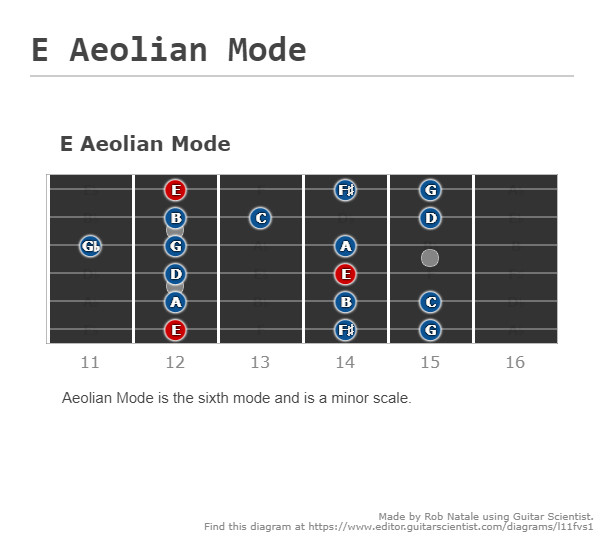 E Aeolian Mode
E Aeolian Mode
E F♯ G
B C D
G♭ G A
D E
A B C
E F♯ G
11 12 13 14 15 16
Aeolian Mode is the sixth mode and is a minor scale.
Made by Rob Natale using Guitar Scientist.
Find this diagram at https://www.editor.guitarscientist.com/diagrams/l11fvs1